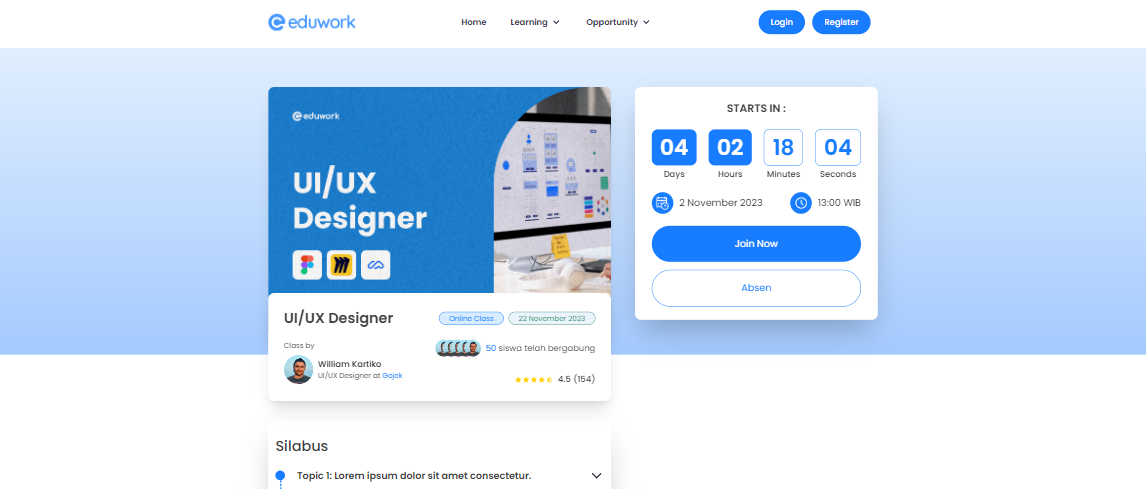 eduwork
Home
Learning
Opportunity
Login
Register
eduwork
UI/UX
Designer
UI/UX Designer
Online Class
22 November 2023
Class by
William Kartiko
UI/UX Designer at Gojek
50 siswa telah bergabung
4.5 (154)
STARTS IN :
04
02
18
04
Days
Hours
Minutes
Seconds
2 November 2023
13:00 WIB
Join Now
Absen
Silabus
Topic 1: Lorem ipsum dolor sit amet consectetur.